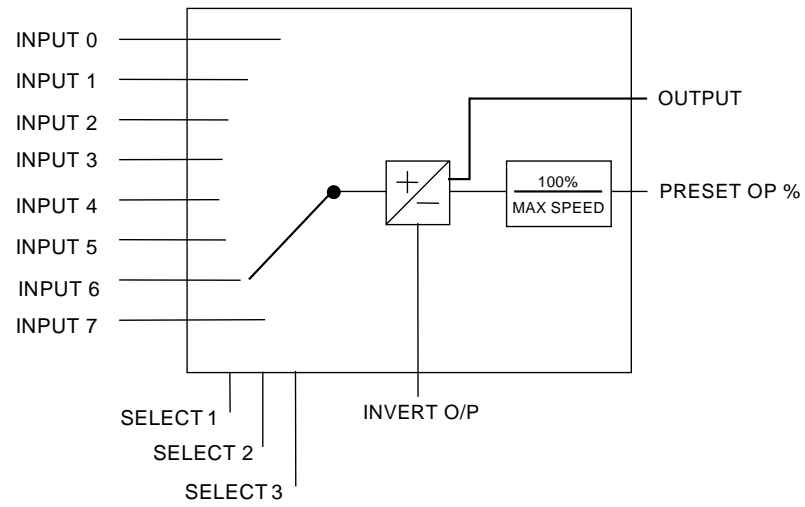 INPUT 0
INPUT 1
INPUT 2
INPUT 3
INPUT 4
INPUT 5
INPUT 6
INPUT 7
+
—
100%
MAX SPEED
OUTPUT
PRESET OP %
SELECT 1
SELECT 2
SELECT 3
INVERT O/P